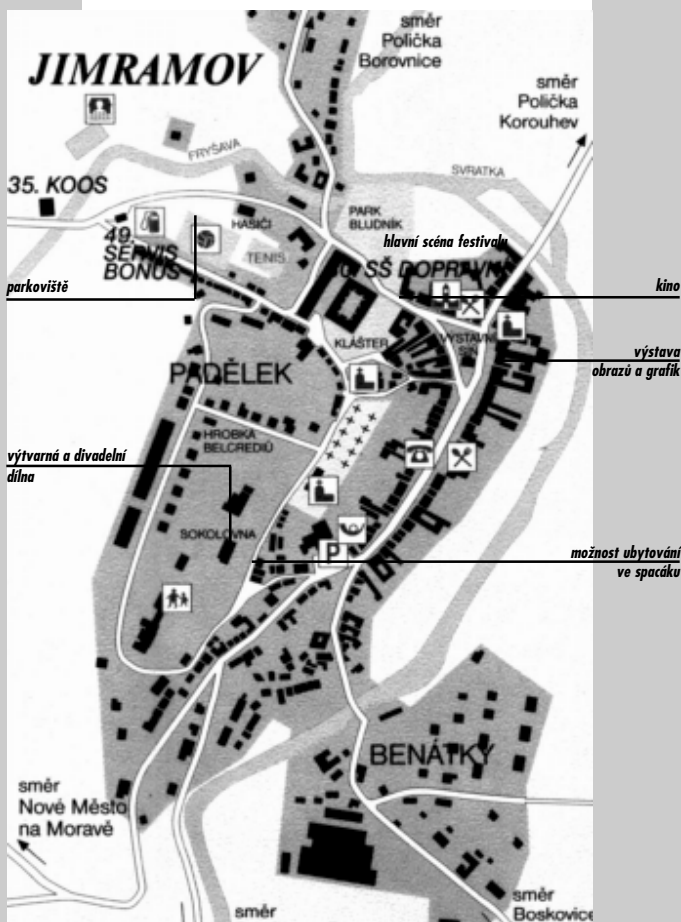 směr
Polička
Borovnice
JIMRAMOV
směr
Polička
Korouhev
FRYŠAVA
SVRATKA
35. KOOS
PARK
BLUDNÍK
HASIČI
49.
SERVIS
BONUS
TENIS
hlavní scéna festivalu
SŠ DOPRAVNÍ
parkoviště
kino
KLÁŠTER
VÝSTAVNÍ
SÍŇ
výstava
obrazů a grafik
PADĚLEK
HROBKA
BELCREDIŮ
výtvarná a divadelní
dílna
SOKOLOVNA
P
možnost ubytování
ve spacáku
BENÁTKY
směr
Nové Město
na Moravě
směr
směr
Boskovice